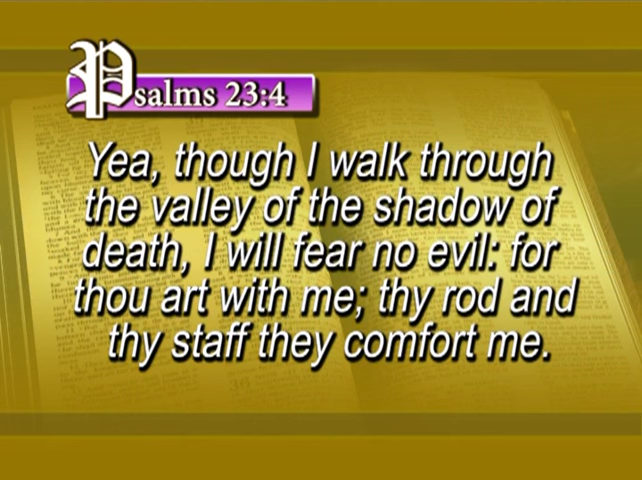 Psalms 23:4
Yea, though I walk through
the valley of the shadow of
death, I will fear no evil: for
thou art with me; thy rod and
thy staff they comfort me.